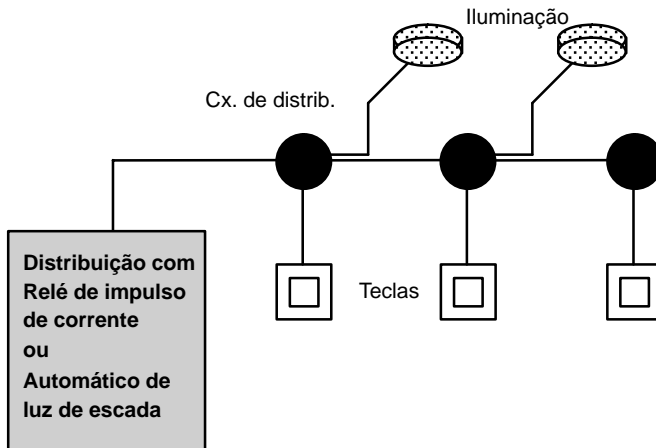 Iluminação
Cx. de distrib.
Distribuição com
Relé de impulso
de corrente
ou
Automático de
luz de escada
Teclas